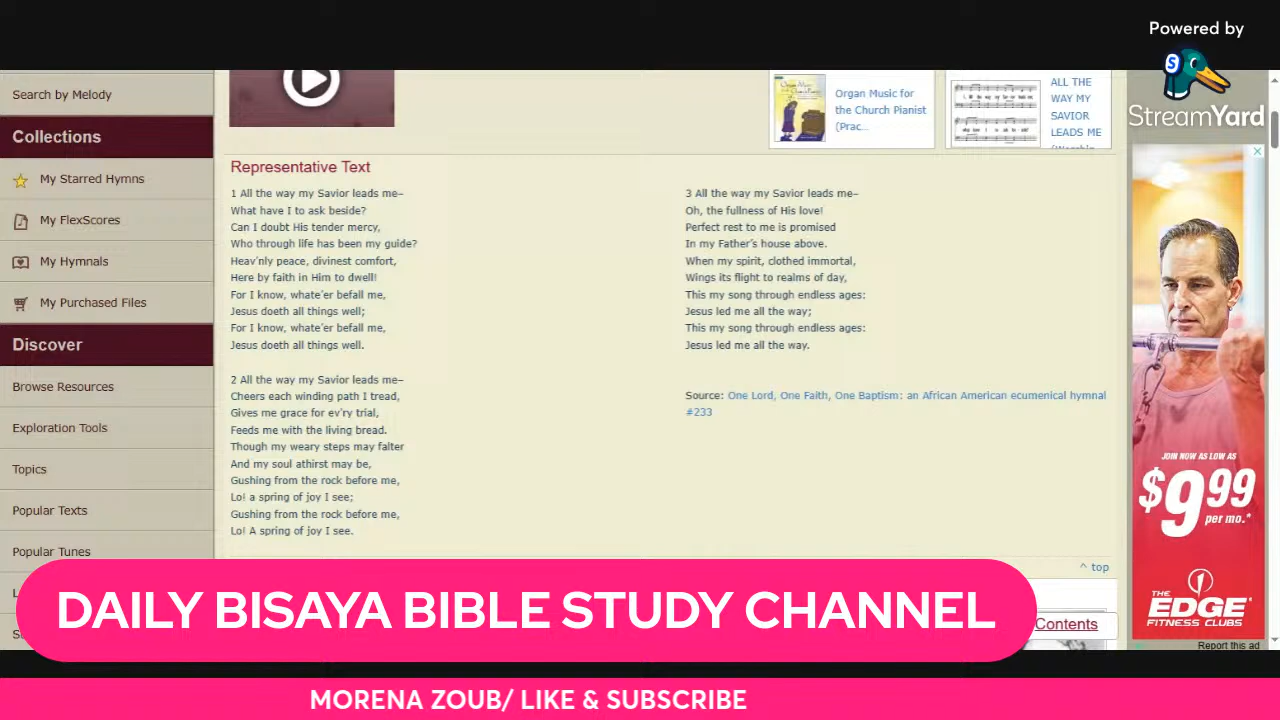 Powered by
StreamYard
Search by Melody
Collections
My Starred Hymns
My FlexScores
My Hymnals
My Purchased Files
Discover
Browse Resources
Exploration Tools
Topics
Popular Texts
Popular Tunes
Organ Music for
the Church Pianist
(Prac...
ALL THE
WAY MY
SAVIOR
LEADS ME
Representative Text
1 All the way my Savior leads me–
What have I to ask beside?
Can I doubt His tender mercy,
Who through life has been my guide?
Heav'nly peace, divinest comfort,
Here by faith in Him to dwell!
For I know, whate'er befall me,
Jesus doeth all things well;
For I know, whate'er befall me,
Jesus doeth all things well.
2 All the way my Savior leads me–
Cheers each winding path I tread,
Gives me grace for ev'ry trial,
Feeds me with the living bread.
Though my weary steps may falter
And my soul athirst may be,
Gushing from the rock before me,
Lo! a spring of joy I see;
Gushing from the rock before me,
Lo! A spring of joy I see.
3 All the way my Savior leads me–
Oh, the fullness of His love!
Perfect rest to me is promised
In my Father's house above.
When my spirit, clothed immortal,
Wings its flight to realms of day,
This my song through endless ages:
Jesus led me all the way;
This my song through endless ages:
Jesus led me all the way.
Source: One Lord, One Faith, One Baptism: an African American ecumenical hymnal
#233
^ top
Contents
JOIN NOW AS LOW AS
$9.99
per mo.*
THE
EDGE
FITNESS CLUBS
Report this ad
DAILY BISAYA BIBLE STUDY CHANNEL
MORENA ZOUB/ LIKE & SUBSCRIBE